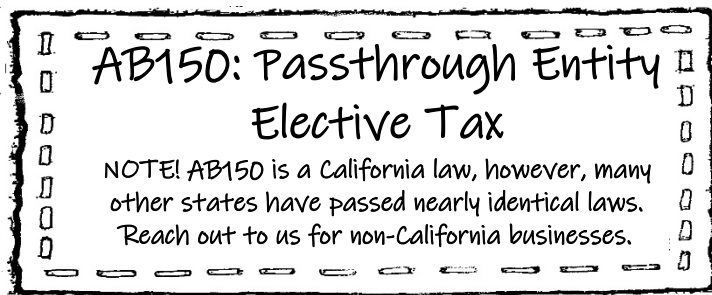 AB150: Passthrough Entity
Elective Tax
NOTE! AB150 is a California law, however, many
other states have passed nearly identical laws.
Reach out to us for non-California businesses.